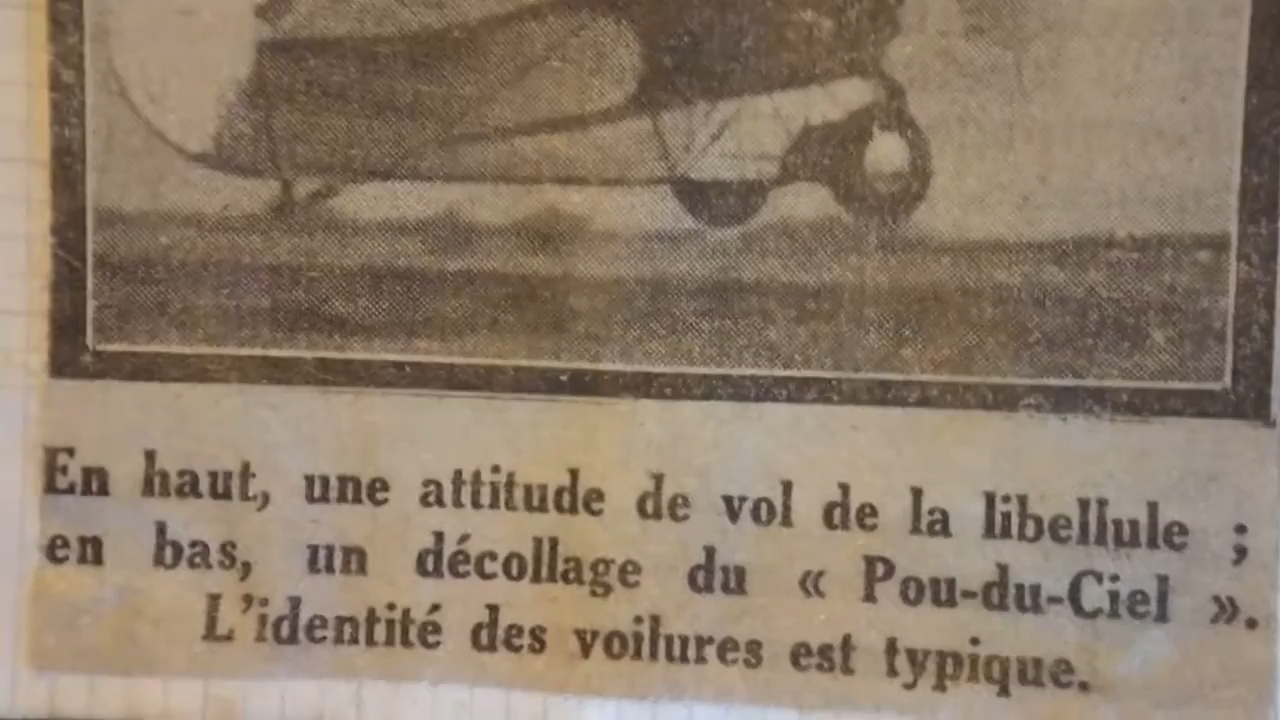 En haut, une attitude de vol de la libellule ;
en bas, un décollage du « Pou-du-Ciel ».
L'identité des voilures est typique.